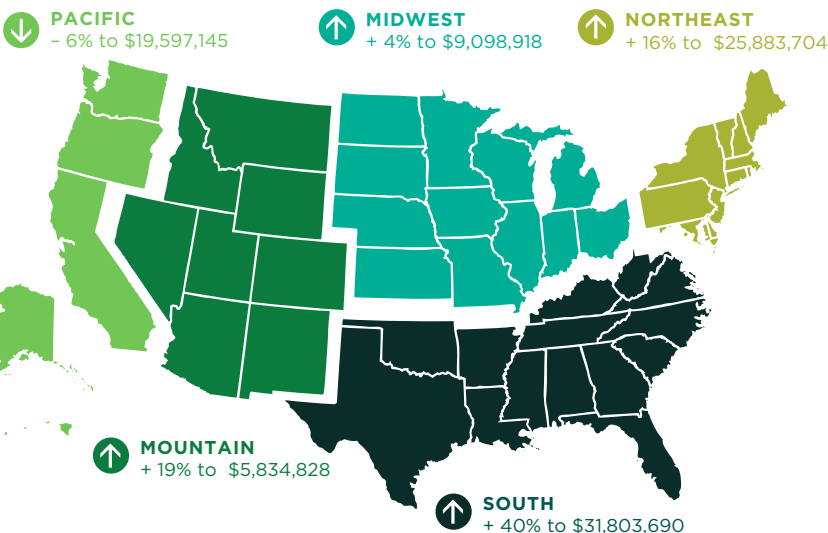 PACIFIC
– 6% to $19,597,145
MIDWEST
+ 4% to $9,098,918
NORTHEAST
+ 16% to $25,883,704
MOUNTAIN
+ 19% to $5,834,828
SOUTH
+ 40% to $31,803,690